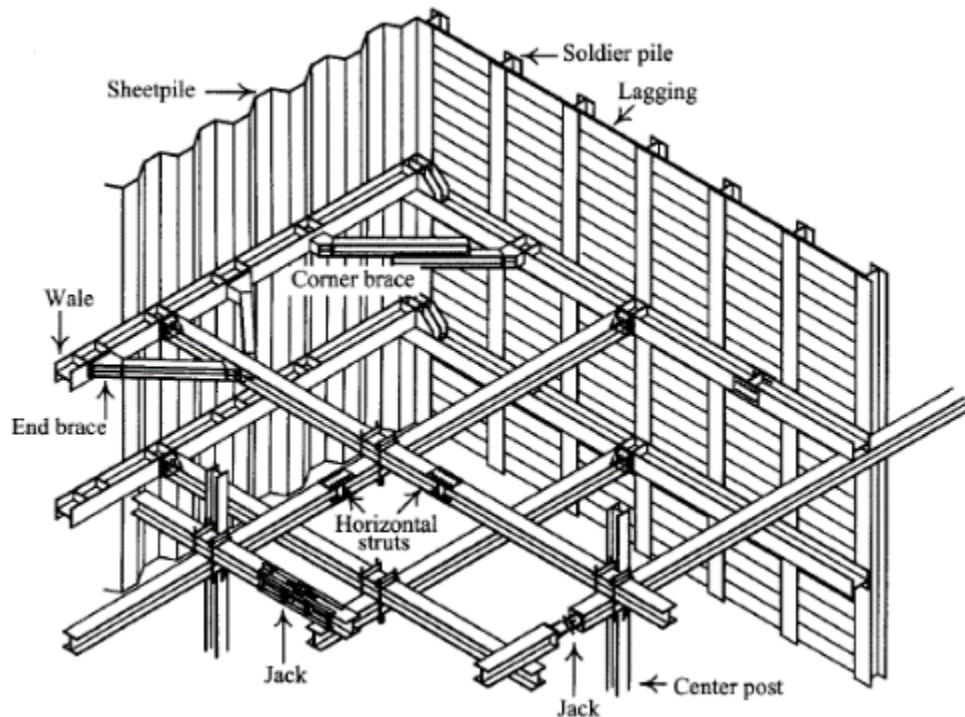 Soldier pile
Sheetpile
Lagging
Corner brace
Wale
End brace
Horizontal
struts
Jack
Jack
Center post